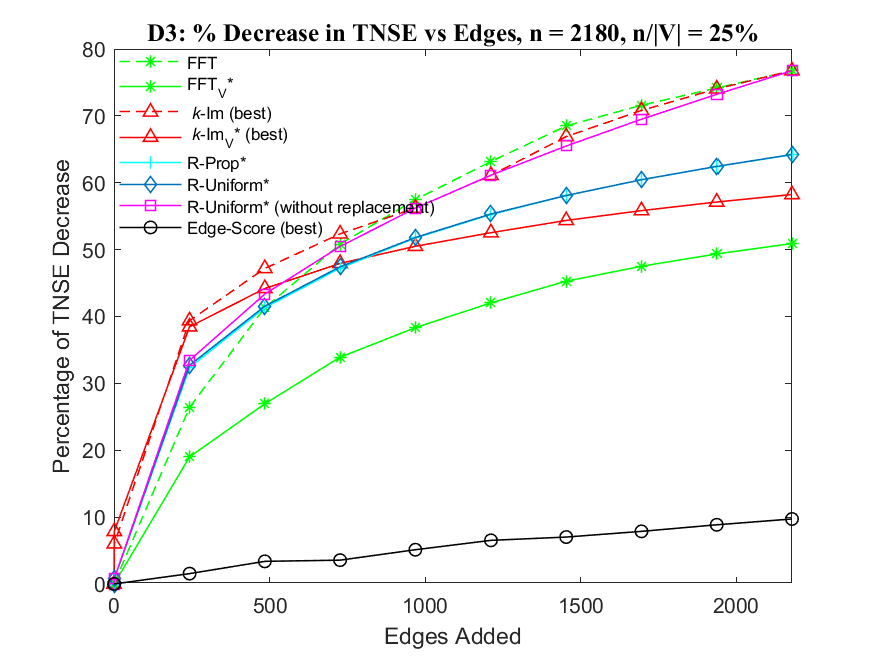 D3: % Decrease in TNSE vs Edges, n = 2180, n/|V| = 25%
80
70
60
50
40
30
20
10
0
Percentage of TNSE Decrease
FFT
FFT_V*
k-Im (best)
k-Im_V* (best)
R-Prop*
R-Uniform*
R-Uniform* (without replacement)
Edge-Score (best)
0 500 1000 1500 2000
Edges Added